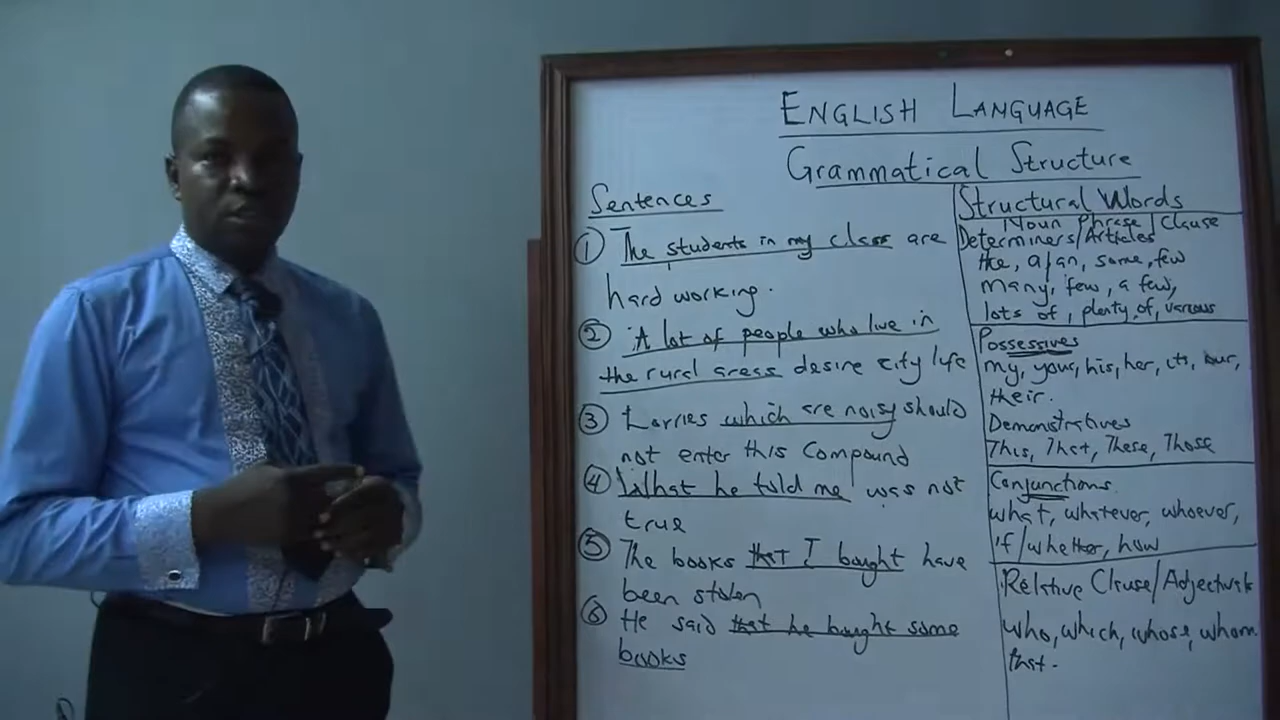 ENGLISH LANGUAGE
Grammatical Structure
Sentences
① The students in my class are
hard working.
② A lot of people who live in
the rural areas desire city life
③ Lorries which are noisy should
not enter this Compound
④ What he told me was not
true
⑤ The books that I bought have
been stolen
⑥ He said that he bought some
books
Structural Words
Noun Phrase/Clause
Determiners/Articles
the, a/an, some, few
many, few, a few,
lots of, plenty of, various
Possessives
my, your, his, her, its, our,
their.
Demonstratives
This, That, These, Those
Conjunctions.
what, whatever, whoever,
if/whether, how
Relative Clause/Adjectival
who, which, whose, whom
that.